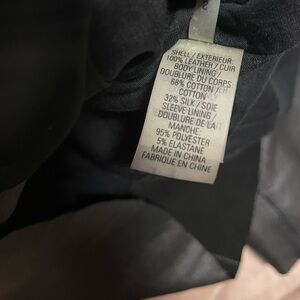 SHELL / EXTERIEUR:
100% LEATHER / CUIR
BODY LINING /
DOUBLURE DU CORPS
68% COTTON /
COTTON
32% SILK / SOIE
SLEEVE LINING /
DOUBLURE DE LA
MANCHE:
95% POLYESTER
5% ELASTANE
MADE IN CHINA
FABRIQUE EN CHINE